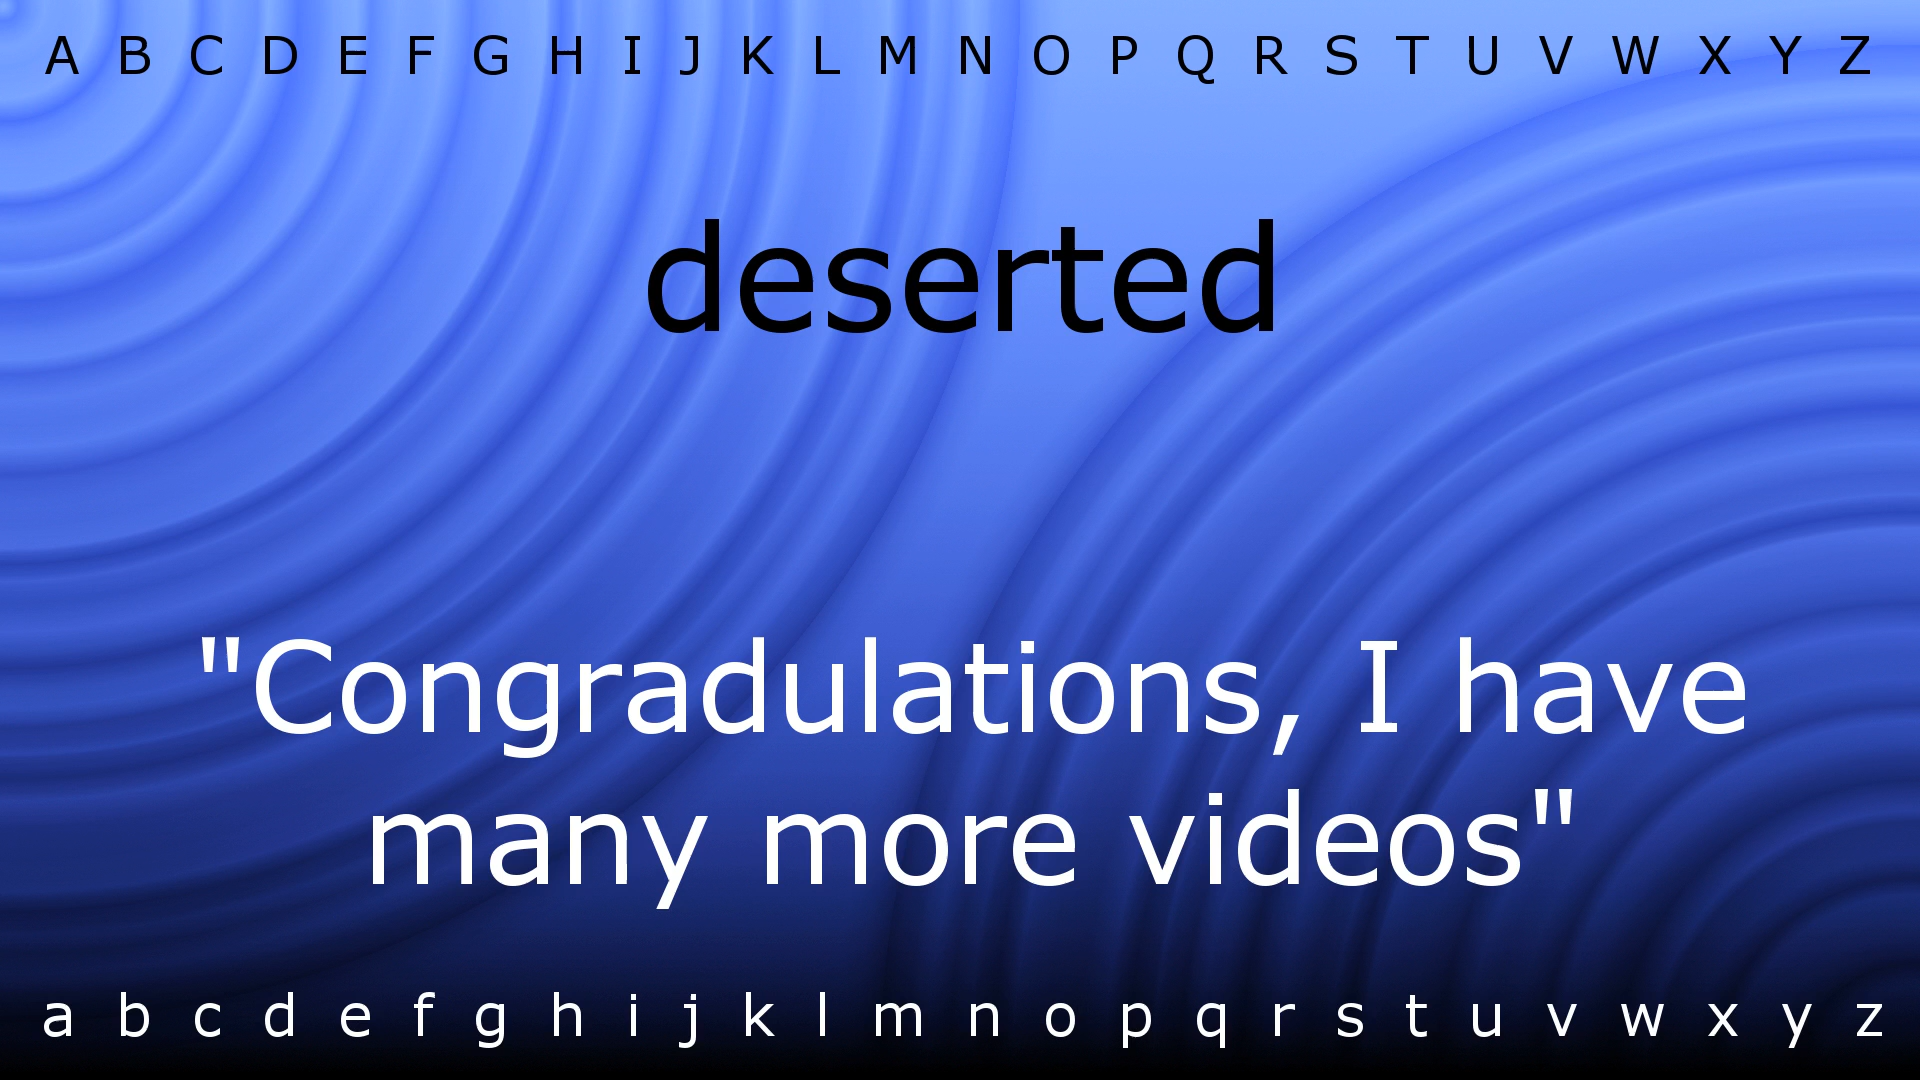 A B C D E F G H I J K L M N O P Q R S T U V W X Y Z
deserted
"Congradulations, I have
many more videos"
a b c d e f g h i j k l m n o p q r s t u v w x y z